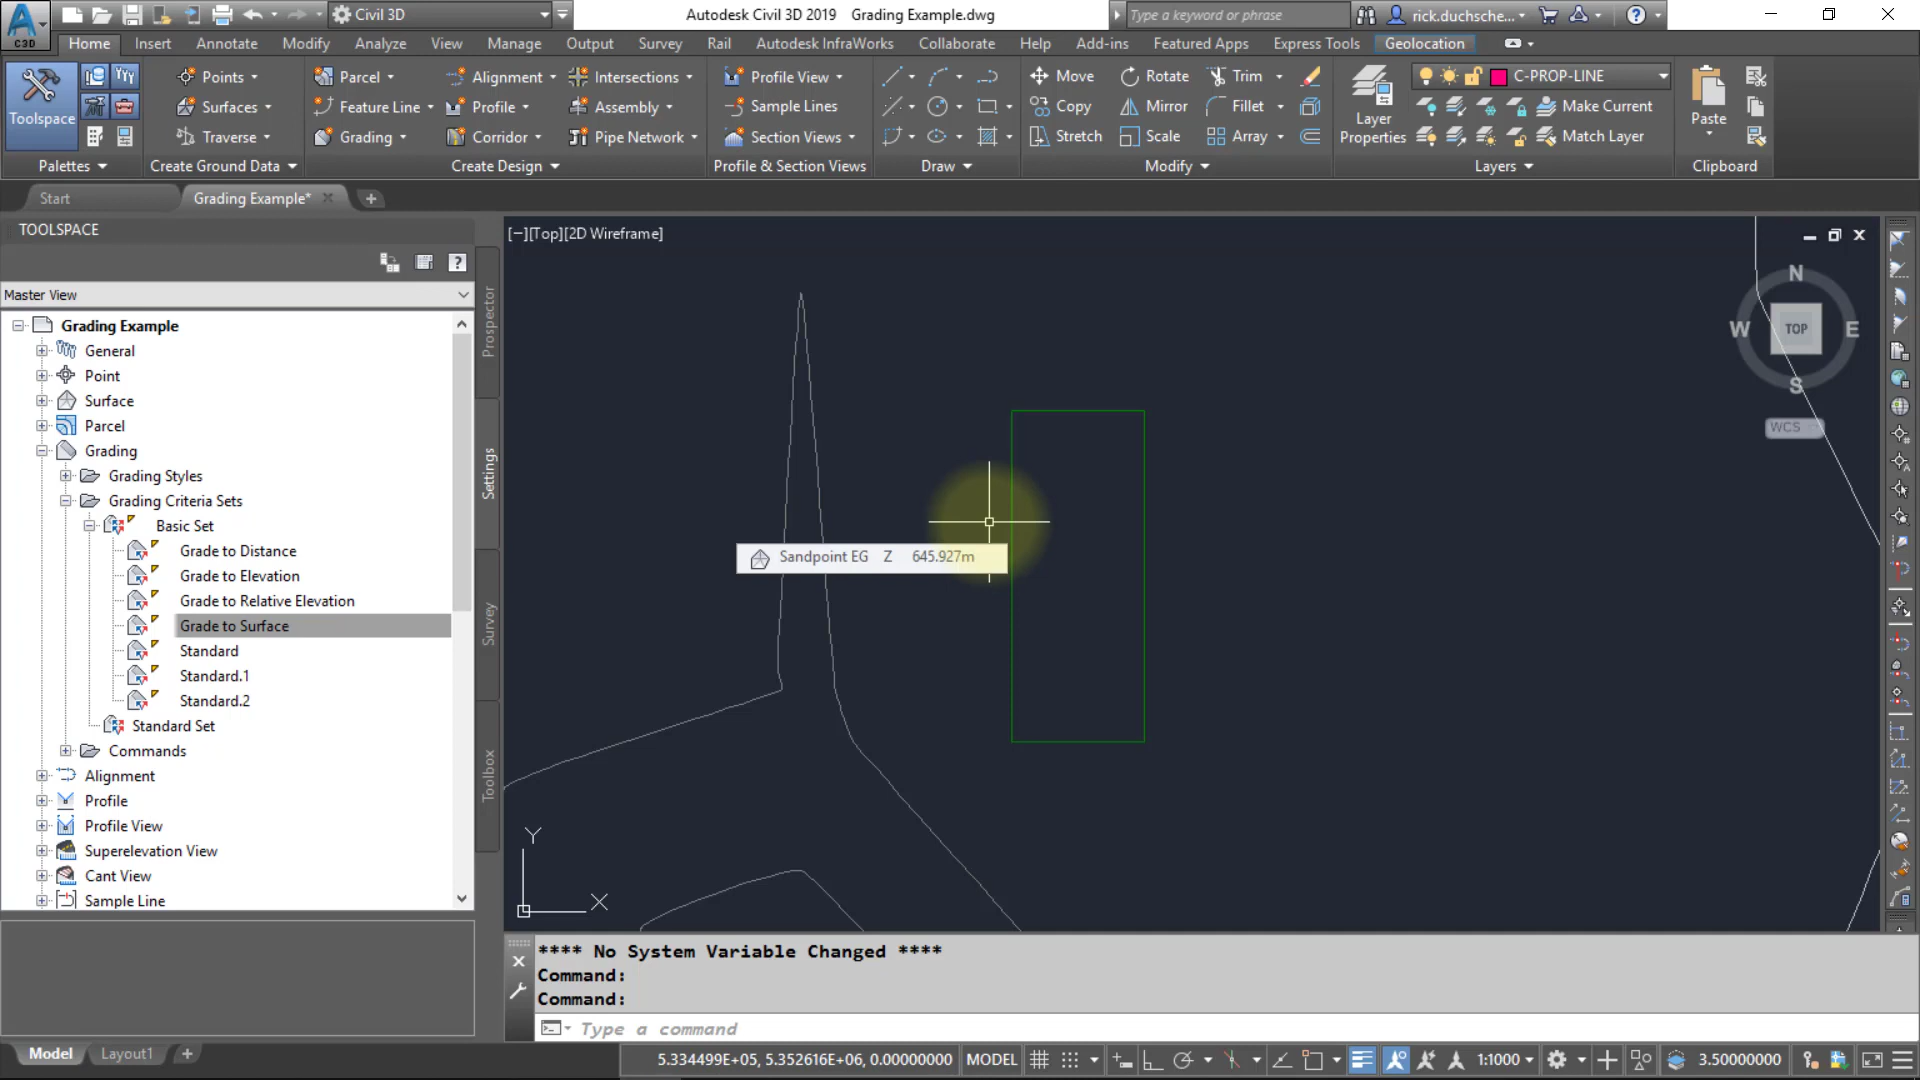 Civil 3D
Autodesk Civil 3D 2019 Grading Example.dwg
Type a keyword or phrase
rick.duchsche...
C3D
Home Insert Annotate Modify Analyze View Manage Output Survey Rail Autodesk InfraWorks Collaborate Help Add-ins Featured Apps Express Tools Geolocation
Toolspace
Points
Surfaces
Traverse
Parcel
Feature Line
Grading
Alignment
Profile
Corridor
Intersections
Assembly
Pipe Network
Profile View
Sample Lines
Section Views
Move
Copy
Stretch
Rotate
Mirror
Scale
Trim
Fillet
Array
Layer
Properties
C-PROP-LINE
Make Current
Match Layer
Paste
Palettes
Create Ground Data
Create Design
Profile & Section Views
Draw
Modify
Layers
Clipboard
Start
Grading Example*
TOOLSPACE
Master View
Grading Example
General
Point
Surface
Parcel
Grading
Grading Styles
Grading Criteria Sets
Basic Set
Grade to Distance
Grade to Elevation
Grade to Relative Elevation
Grade to Surface
Standard
Standard.1
Standard.2
Standard Set
Commands
Alignment
Profile
Profile View
Superelevation View
Cant View
Sample Line
Prospector
Settings
Survey
Toolbox
[−][Top][2D Wireframe]
N
W
TOP
E
S
WCS
Sandpoint EG Z 645.927m
Y
X
**** No System Variable Changed ****
Command:
Command:
Type a command
Model
Layout1
5.334499E+05, 5.352616E+06, 0.00000000
MODEL
1:1000
3.50000000